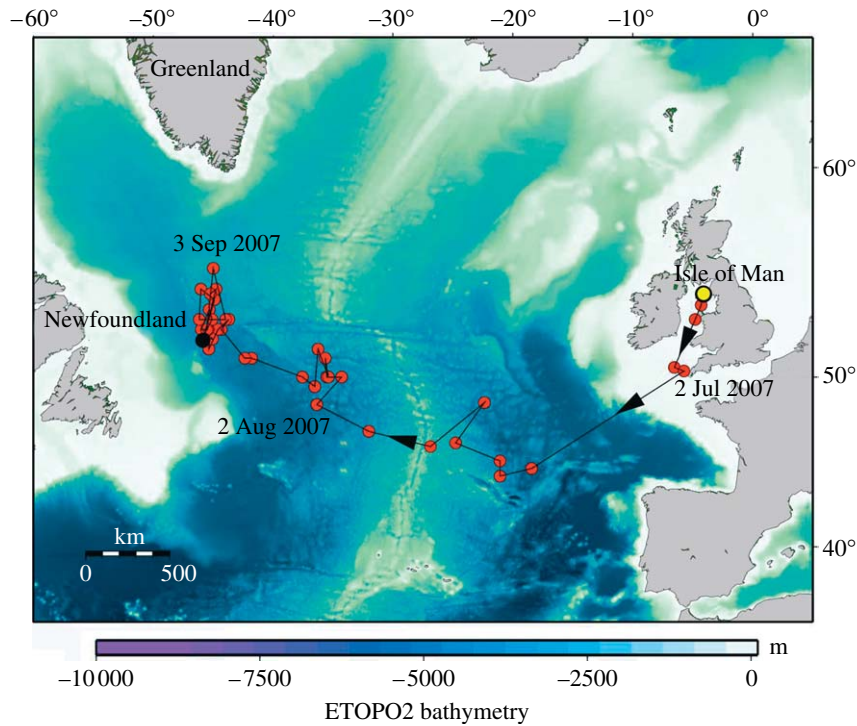 −60° −50° −40° −30° −20° −10° 0°
Greenland
60°
3 Sep 2007
Isle of Man
Newfoundland
50°
2 Jul 2007
2 Aug 2007
km
0 500
40°
m
−10 000 −7500 −5000 −2500 0
ETOPO2 bathymetry